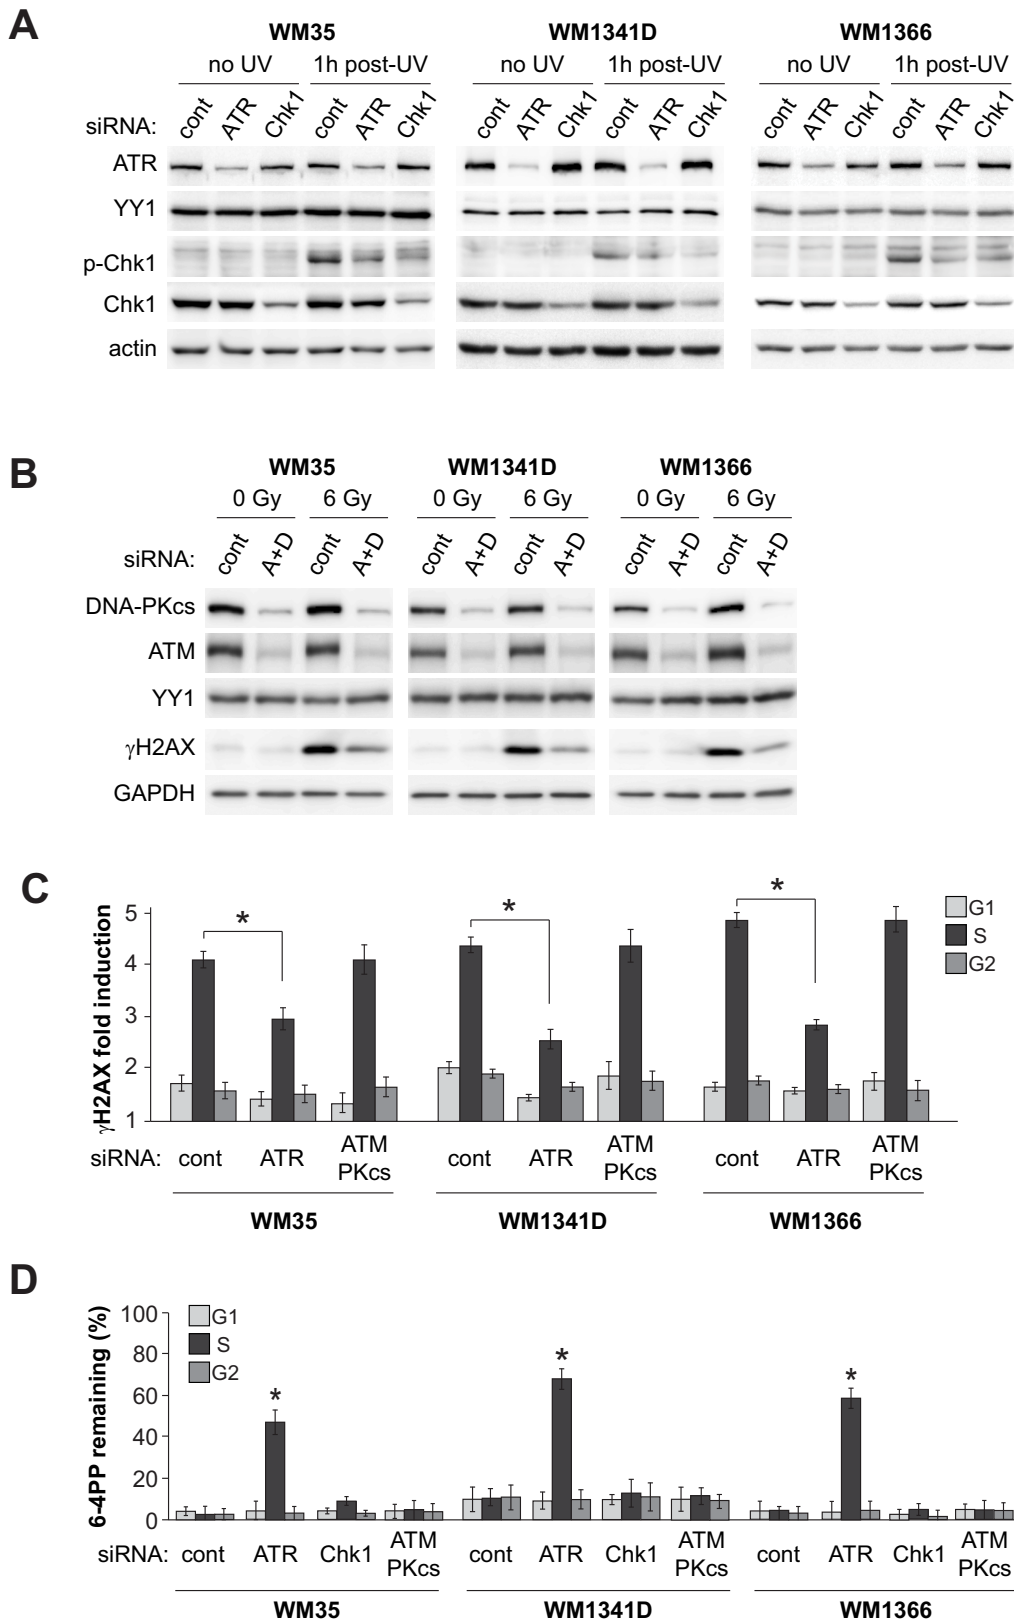 A
WM35 WM1341D WM1366
no UV 1h post-UV no UV 1h post-UV no UV 1h post-UV
siRNA: cont ATR Chk1 cont ATR Chk1 cont ATR Chk1 cont ATR Chk1 cont ATR Chk1 cont ATR Chk1
ATR
YY1
p-Chk1
Chk1
actin
B
WM35 WM1341D WM1366
0 Gy 6 Gy 0 Gy 6 Gy 0 Gy 6 Gy
siRNA: cont A+D cont A+D cont A+D cont A+D cont A+D cont A+D
DNA-PKcs
ATM
YY1
γH2AX
GAPDH
C
γH2AX fold induction
5
4
3
2
1
* * *
G1
S
G2
siRNA: cont ATR ATM PKcs cont ATR ATM PKcs cont ATR ATM PKcs
WM35 WM1341D WM1366
D
6-4PP remaining (%)
100
80
60
40
20
0
G1
S
G2
* * *
siRNA: cont ATR Chk1 ATM PKcs cont ATR Chk1 ATM PKcs cont ATR Chk1 ATM PKcs
WM35 WM1341D WM1366